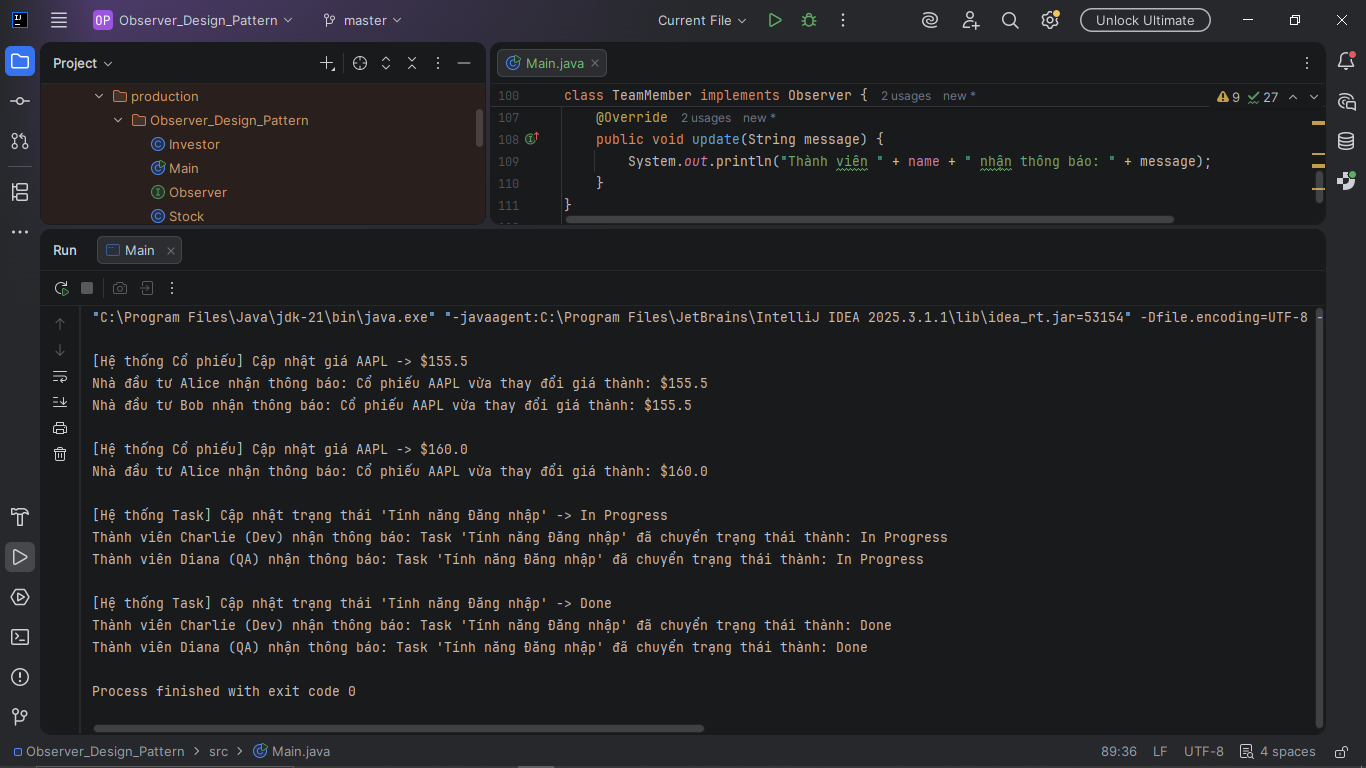 OP Observer_Design_Pattern master Current File Unlock Ultimate
Project
production
Observer_Design_Pattern
Investor
Main
Observer
Stock
Main.java
100 class TeamMember implements Observer { 2 usages new *
9 27
107 @Override 2 usages new *
108 public void update(String message) {
109 System.out.println("Thành viên " + name + " nhận thông báo: " + message);
110 }
111 }
Run Main
"C:\Program Files\Java\jdk-21\bin\java.exe" "-javaagent:C:\Program Files\JetBrains\IntelliJ IDEA 2025.3.1.1\lib\idea_rt.jar=53154" -Dfile.encoding=UTF-8 -
[Hệ thống Cổ phiếu] Cập nhật giá AAPL -> $155.5
Nhà đầu tư Alice nhận thông báo: Cổ phiếu AAPL vừa thay đổi giá thành: $155.5
Nhà đầu tư Bob nhận thông báo: Cổ phiếu AAPL vừa thay đổi giá thành: $155.5
[Hệ thống Cổ phiếu] Cập nhật giá AAPL -> $160.0
Nhà đầu tư Alice nhận thông báo: Cổ phiếu AAPL vừa thay đổi giá thành: $160.0
[Hệ thống Task] Cập nhật trạng thái 'Tính năng Đăng nhập' -> In Progress
Thành viên Charlie (Dev) nhận thông báo: Task 'Tính năng Đăng nhập' đã chuyển trạng thái thành: In Progress
Thành viên Diana (QA) nhận thông báo: Task 'Tính năng Đăng nhập' đã chuyển trạng thái thành: In Progress
[Hệ thống Task] Cập nhật trạng thái 'Tính năng Đăng nhập' -> Done
Thành viên Charlie (Dev) nhận thông báo: Task 'Tính năng Đăng nhập' đã chuyển trạng thái thành: Done
Thành viên Diana (QA) nhận thông báo: Task 'Tính năng Đăng nhập' đã chuyển trạng thái thành: Done
Process finished with exit code 0
Observer_Design_Pattern > src > Main.java 89:36 LF UTF-8 4 spaces